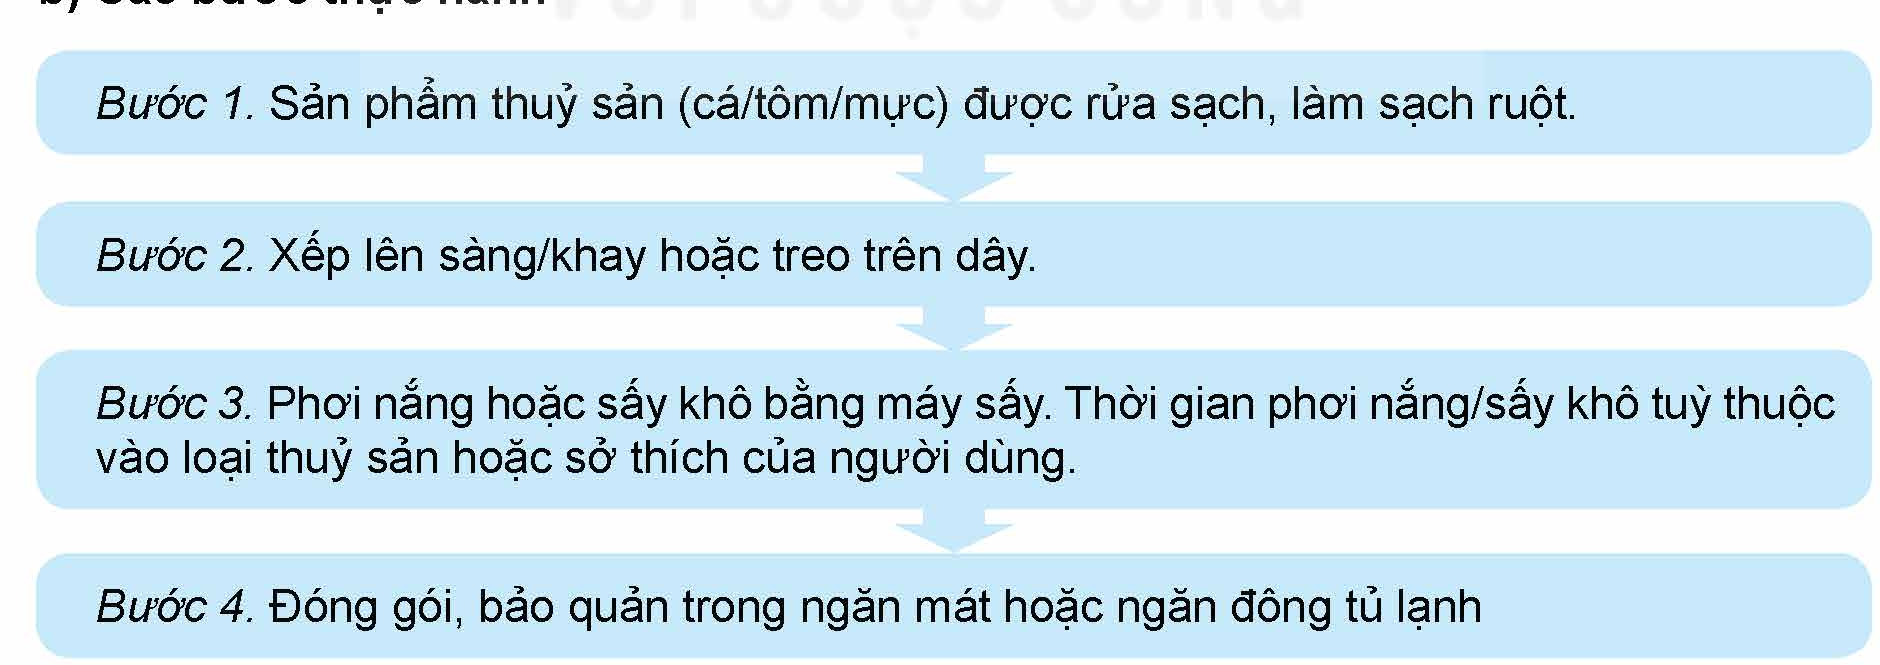 Bước 1. Sản phẩm thuỷ sản (cá/tôm/mực) được rửa sạch, làm sạch ruột.
Bước 2. Xếp lên sàng/khay hoặc treo trên dây.
Bước 3. Phơi nắng hoặc sấy khô bằng máy sấy. Thời gian phơi nắng/sấy khô tuỳ thuộc
vào loại thuỷ sản hoặc sở thích của người dùng.
Bước 4. Đóng gói, bảo quản trong ngăn mát hoặc ngăn đông tủ lạnh